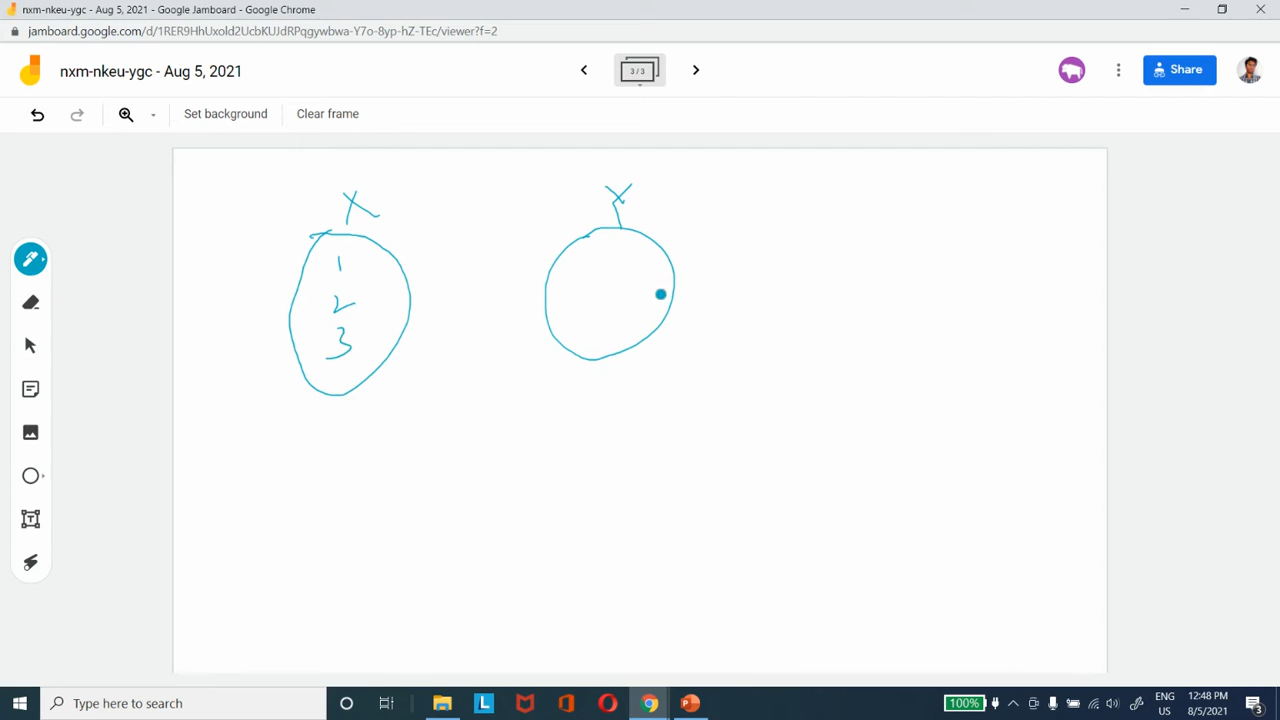 nxm-nkeu-ygc - Aug 5, 2021 - Google Jamboard - Google Chrome
jamboard.google.com/d/1RER9HhUxold2UcbKUJdRPqgywbwa-Y7o-8yp-hZ-TEc/viewer?f=2
nxm-nkeu-ygc - Aug 5, 2021
3 / 3
Share
Set background
Clear frame
X
X
1
2
3
Type here to search
100%
ENG
US
12:48 PM
8/5/2021
3